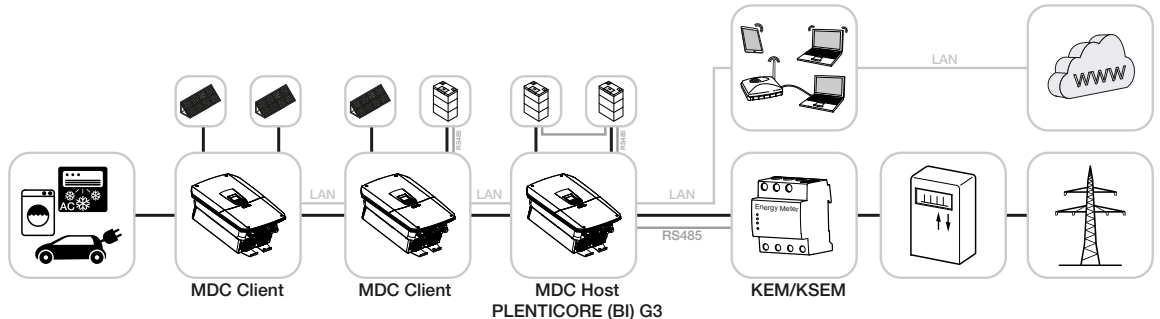 www
LAN
RS485
RS485
LAN
LAN
LAN
AC
Energy Meter
RS485
MDC Client
MDC Client
MDC Host
PLENTICORE (BI) G3
KEM/KSEM